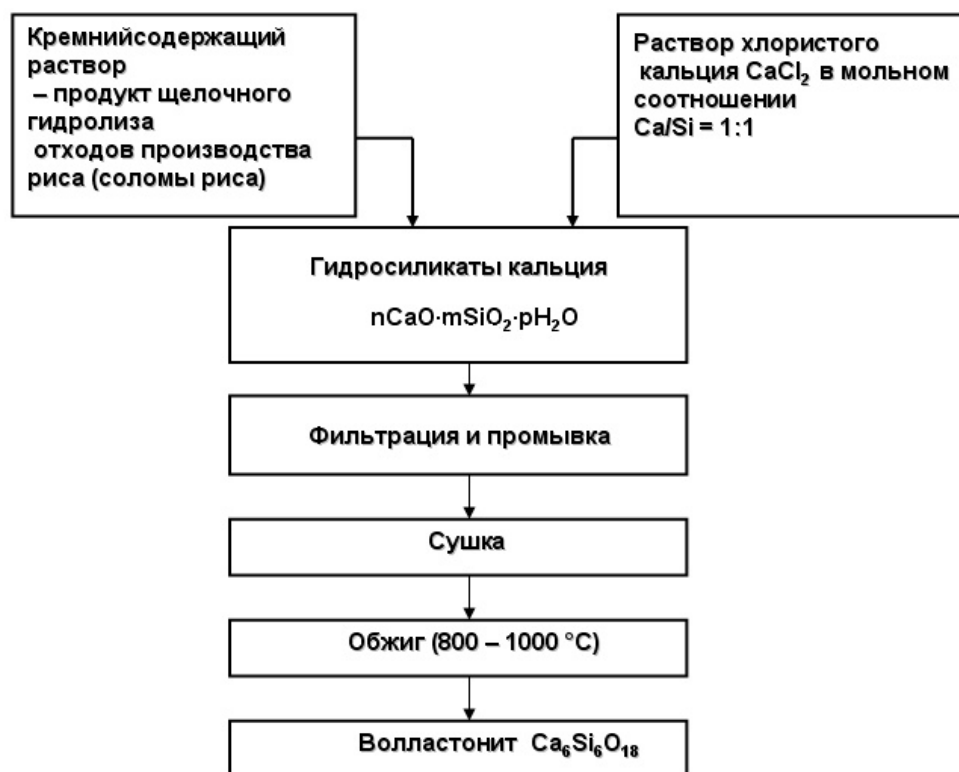 Кремнийсодержащий
раствор
– продукт щелочного
гидролиза
отходов производства
риса (соломы риса)
Раствор хлористого
кальция CaCl₂ в мольном
соотношении
Ca/Si = 1:1
Гидросиликаты кальция
nCaO·mSiO₂·pH₂O
Фильтрация и промывка
Сушка
Обжиг (800 – 1000 °C)
Волластонит Ca₆Si₆O₁₈